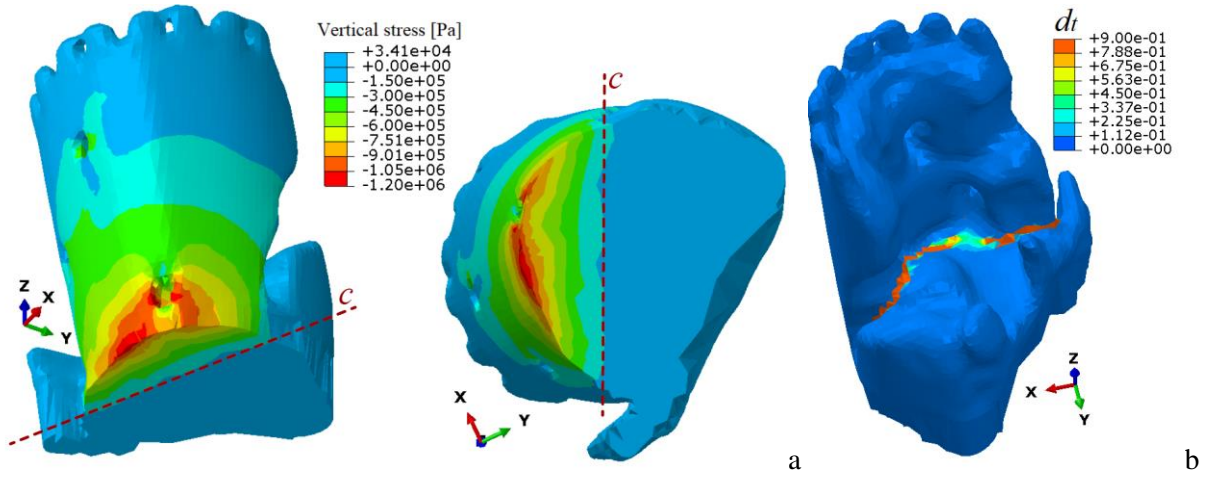 Vertical stress [Pa]
+3.41e+04
+0.00e+00
-1.50e+05
-3.00e+05
-4.50e+05
-6.00e+05
-7.51e+05
-9.01e+05
-1.05e+06
-1.20e+06
Z
X
Y
c
c
X
Y
a
dt
+9.00e-01
+7.88e-01
+6.75e-01
+5.63e-01
+4.50e-01
+3.37e-01
+2.25e-01
+1.12e-01
+0.00e+00
Z
X
Y
b